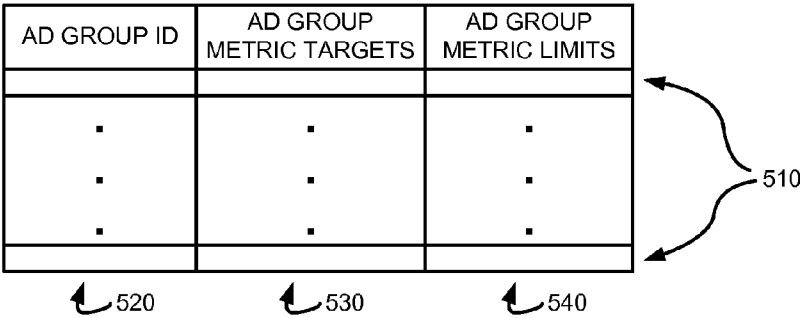 AD GROUP ID
AD GROUP
METRIC TARGETS
AD GROUP
METRIC LIMITS
510
520
530
540